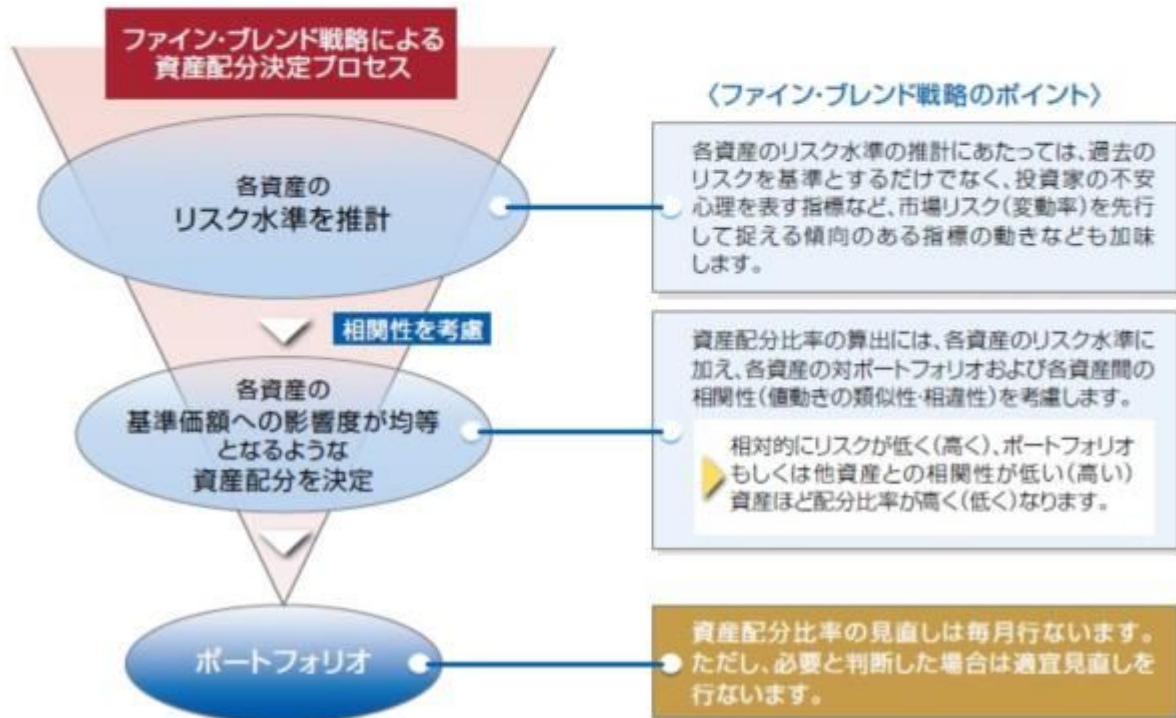 ファイン・ブレンド戦略による
資産配分決定プロセス
各資産の
リスク水準を推計
相関性を考慮
各資産の
基準価額への影響度が均等
となるような
資産配分を決定
ポートフォリオ
〈ファイン・ブレンド戦略のポイント〉
各資産のリスク水準の推計にあたっては、過去の
リスクを基準とするだけでなく、投資家の不安
心理を表す指標など、市場リスク(変動率)を先行
して捉える傾向のある指標の動きなども加味
します。
資産配分比率の算出には、各資産のリスク水準に
加え、各資産の対ポートフォリオおよび各資産間の
相関性(値動きの類似性・相違性)を考慮します。
相対的にリスクが低く(高く)、ポートフォリオ
もしくは他資産との相関性が低い(高い)
資産ほど配分比率が高く(低く)なります。
資産配分比率の見直しは毎月行ないます。
ただし、必要と判断した場合は適宜見直しを
行ないます。